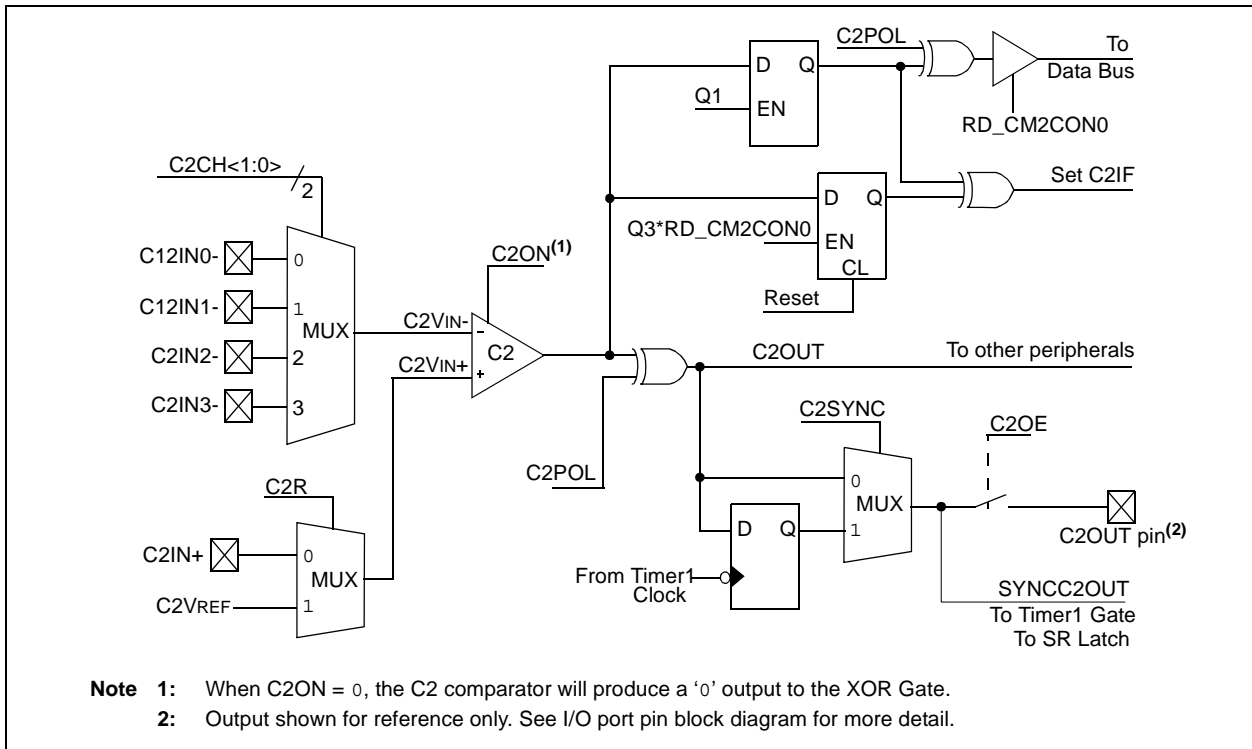 C2POL
To
Data Bus
D Q
Q1
EN
RD_CM2CON0
C2CH<1:0>
2
Set C2IF
D Q
Q3*RD_CM2CON0
EN
CL
Reset
C12IN0-
0
C2ON(1)
C12IN1-
1
MUX
C2VIN-
-
C2
C2IN2-
2
C2VIN+
+
C2IN3-
3
C2OUT
To other peripherals
C2SYNC
C2OE
C2POL
0
MUX
C2R
D Q
1
C2OUT pin(2)
C2IN+
0
MUX
From Timer1
Clock
C2VREF
1
SYNCC2OUT
To Timer1 Gate
To SR Latch
Note 1: When C2ON = 0, the C2 comparator will produce a ‘0’ output to the XOR Gate.
2: Output shown for reference only. See I/O port pin block diagram for more detail.